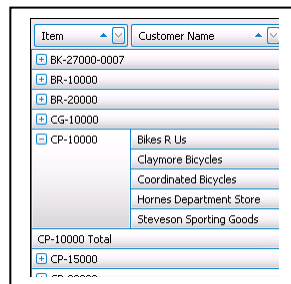 Item Customer Name
BK-27000-0007
BR-10000
BR-20000
CG-10000
CP-10000 Bikes R Us
Claymore Bicycles
Coordinated Bicycles
Hornes Department Store
Steveson Sporting Goods
CP-10000 Total
CP-15000